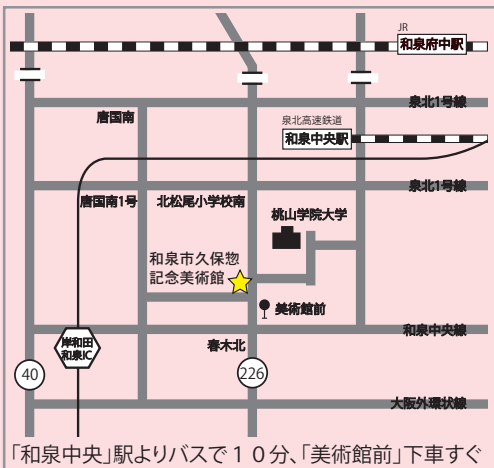 JR
和泉府中駅
泉北1号線
唐国南
泉北高速鉄道
和泉中央駅
泉北1号線
唐国南1号
北松尾小学校南
桃山学院大学
和泉市久保惣
記念美術館
美術館前
和泉中央線
岸和田
和泉IC
春木北
40
226
大阪外環状線
「和泉中央」駅よりバスで10分、「美術館前」下車すぐ